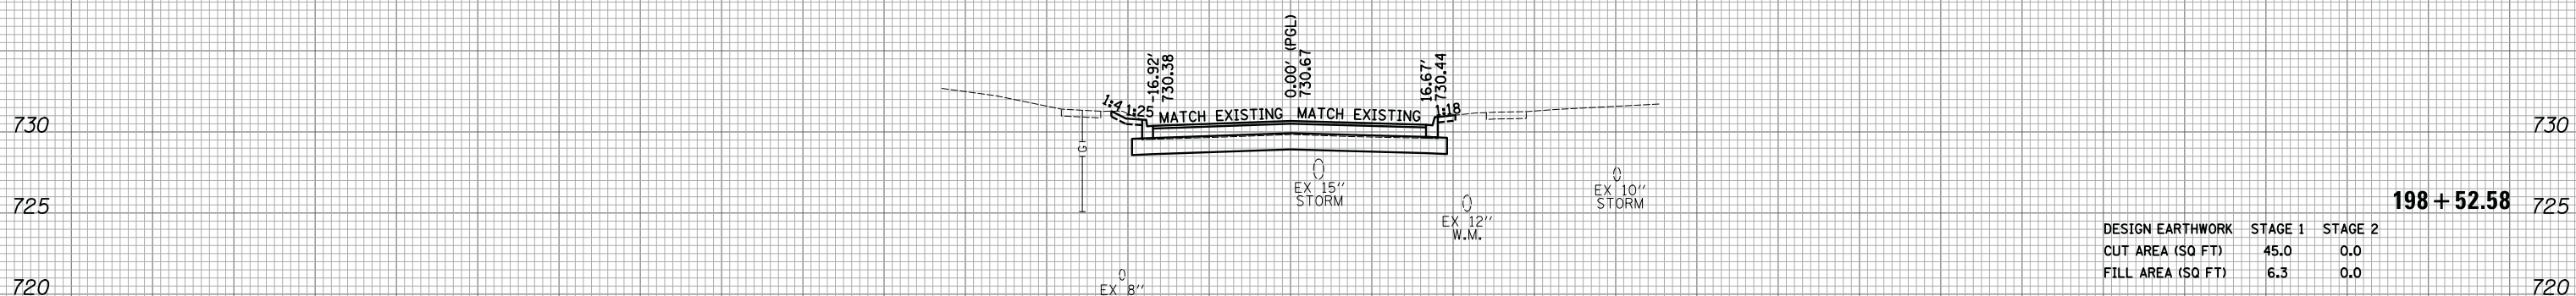 0.00' (PGL)
730.67
-16.92'
730.38
16.67'
730.44
1:4
1:25
MATCH EXISTING
MATCH EXISTING
1:18
730
730
G
EX 15''
STORM
EX 10''
STORM
198+52.58
725
725
EX 12''
W.M.
DESIGN EARTHWORK STAGE 1 STAGE 2
CUT AREA (SQ FT) 45.0 0.0
FILL AREA (SQ FT) 6.3 0.0
720
720
EX 8''